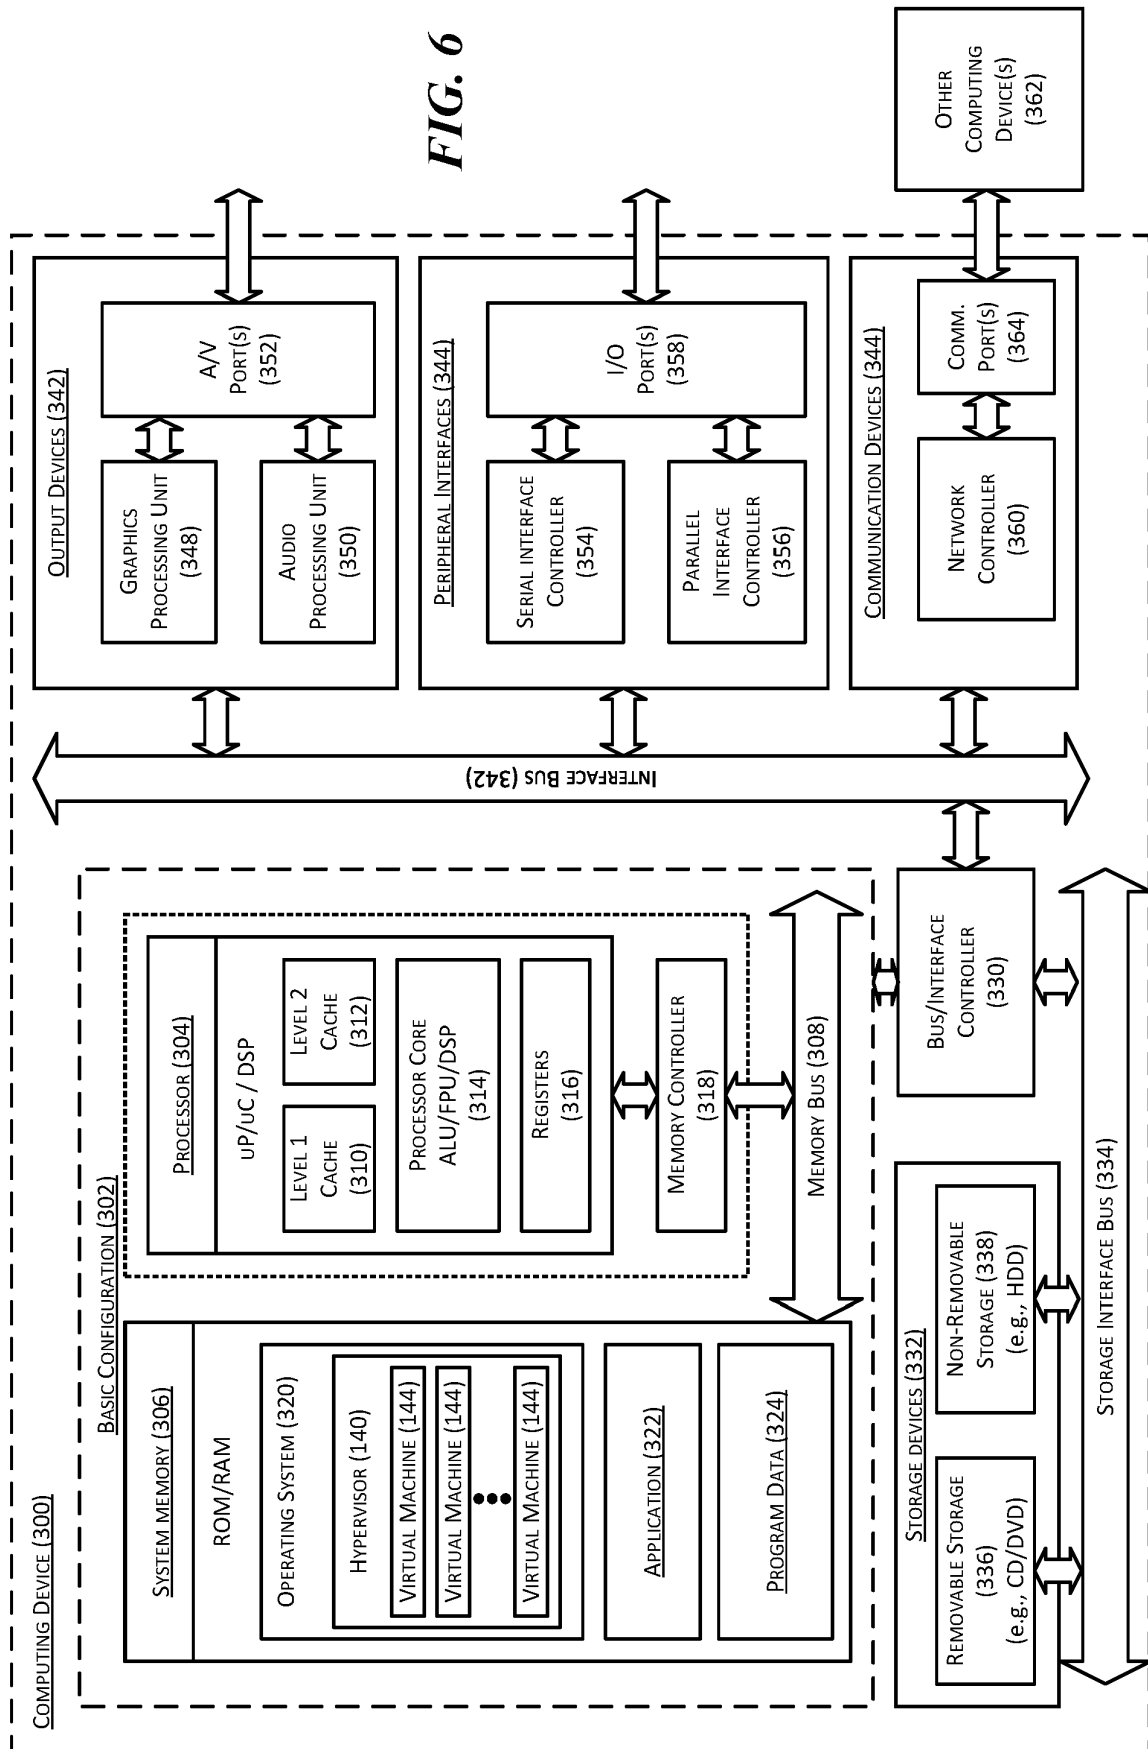 COMPUTING DEVICE (300)
BASIC CONFIGURATION (302)
SYSTEM MEMORY (306)
ROM/RAM
OPERATING SYSTEM (320)
HYPERVISOR (140)
VIRTUAL MACHINE (144)
VIRTUAL MACHINE (144)
VIRTUAL MACHINE (144)
APPLICATION (322)
PROGRAM DATA (324)
PROCESSOR (304)
uP/uC / DSP
LEVEL 1
CACHE
(310)
LEVEL 2
CACHE
(312)
PROCESSOR CORE
ALU/FPU/DSP
(314)
REGISTERS
(316)
MEMORY CONTROLLER
(318)
MEMORY BUS (308)
BUS/INTERFACE
CONTROLLER
(330)
STORAGE DEVICES (332)
REMOVABLE STORAGE
(336)
(e.g., CD/DVD)
NON-REMOVABLE
STORAGE (338)
(e.g., HDD)
STORAGE INTERFACE BUS (334)
INTERFACE BUS (342)
OUTPUT DEVICES (342)
GRAPHICS
PROCESSING UNIT
(348)
AUDIO
PROCESSING UNIT
(350)
A/V
PORT(S)
(352)
PERIPHERAL INTERFACES (344)
SERIAL INTERFACE
CONTROLLER
(354)
PARALLEL
INTERFACE
CONTROLLER
(356)
I/O
PORT(S)
(358)
COMMUNICATION DEVICES (344)
NETWORK
CONTROLLER
(360)
COMM.
PORT(S)
(364)
OTHER
COMPUTING
DEVICE(S)
(362)
FIG. 6